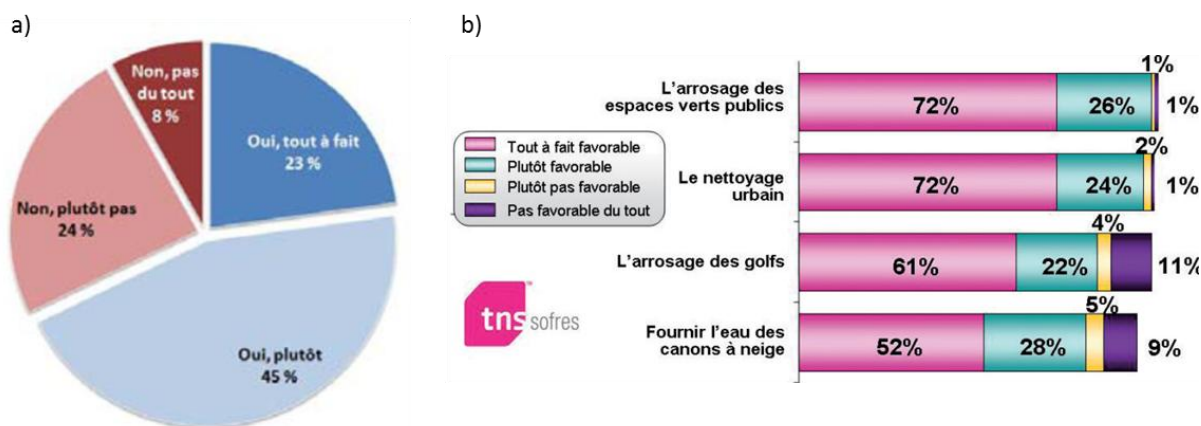 a)
Non, pas
du tout
8 %
Oui, tout à fait
23 %
Non, plutôt pas
24 %
Oui, plutôt
45 %
b)
Tout à fait favorable
Plutôt favorable
Plutôt pas favorable
Pas favorable du tout
tns sofres
L'arrosage des
espaces verts publics
72%
26%
1%
1%
Le nettoyage
urbain
72%
24%
2%
1%
L'arrosage des golfs
61%
22%
4%
11%
Fournir l'eau des
canons à neige
52%
28%
5%
9%